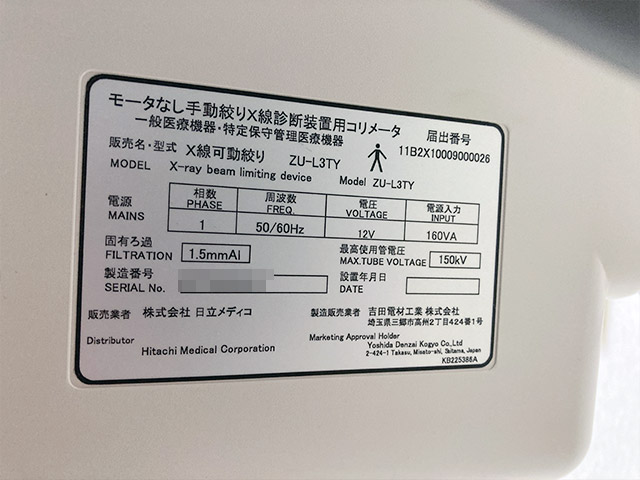 モータなし手動絞りX線診断装置用コリメータ
一般医療機器・特定保守管理医療機器
届出番号
11B2X10009000026
販売名・型式 X線可動絞り ZU-L3TY
MODEL X-ray beam limiting device Model ZU-L3TY
電源 相数 周波数 電圧 電源入力
MAINS PHASE FREQ. VOLTAGE INPUT
1 50/60Hz 12V 160VA
固有ろ過 最高使用管電圧
FILTRATION 1.5mmAl MAX.TUBE VOLTAGE 150kV
製造番号 設置年月日
SERIAL No. DATE
販売業者 株式会社 日立メディコ 製造販売業者 吉田電材工業 株式会社
埼玉県三郷市高州2丁目424番1号
Distributor Marketing Approval Holder
Hitachi Medical Corporation Yoshida Denzai Kogyo Co.,Ltd
2-424-1 Takasu, Misato-shi, Saitama, Japan
KB225386A